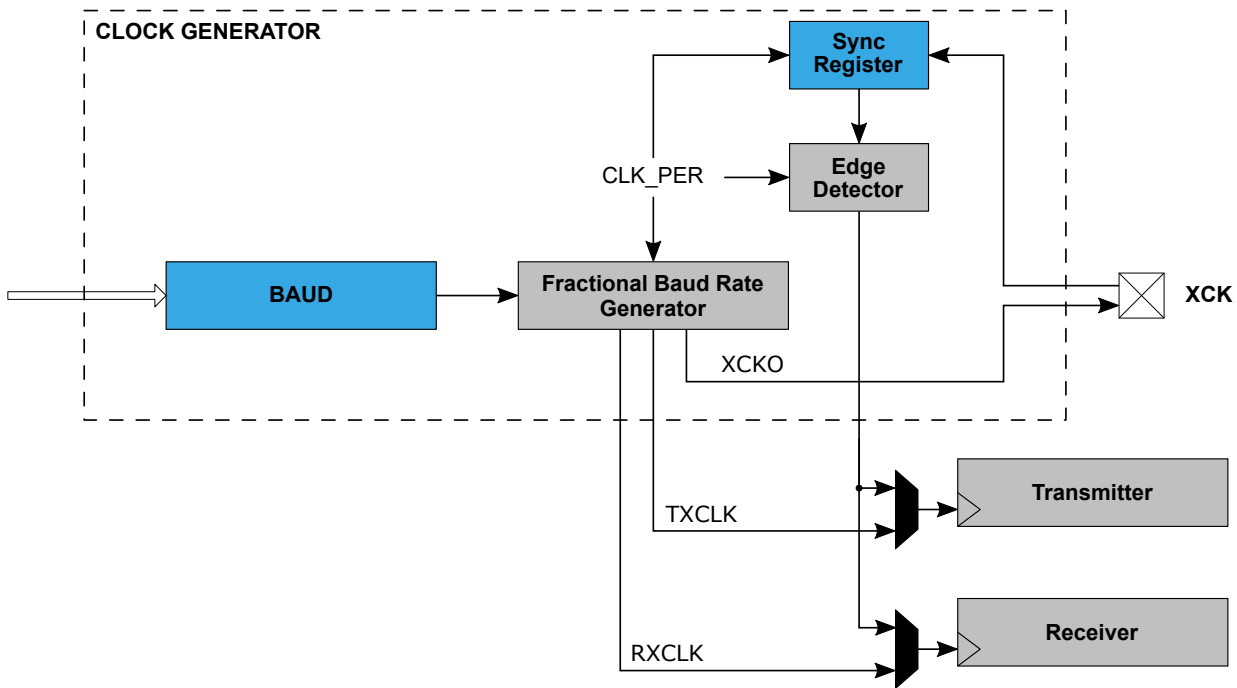 CLOCK GENERATOR
Sync
Register
CLK_PER
Edge
Detector
BAUD
Fractional Baud Rate
Generator
XCK
XCKO
Transmitter
TXCLK
Receiver
RXCLK